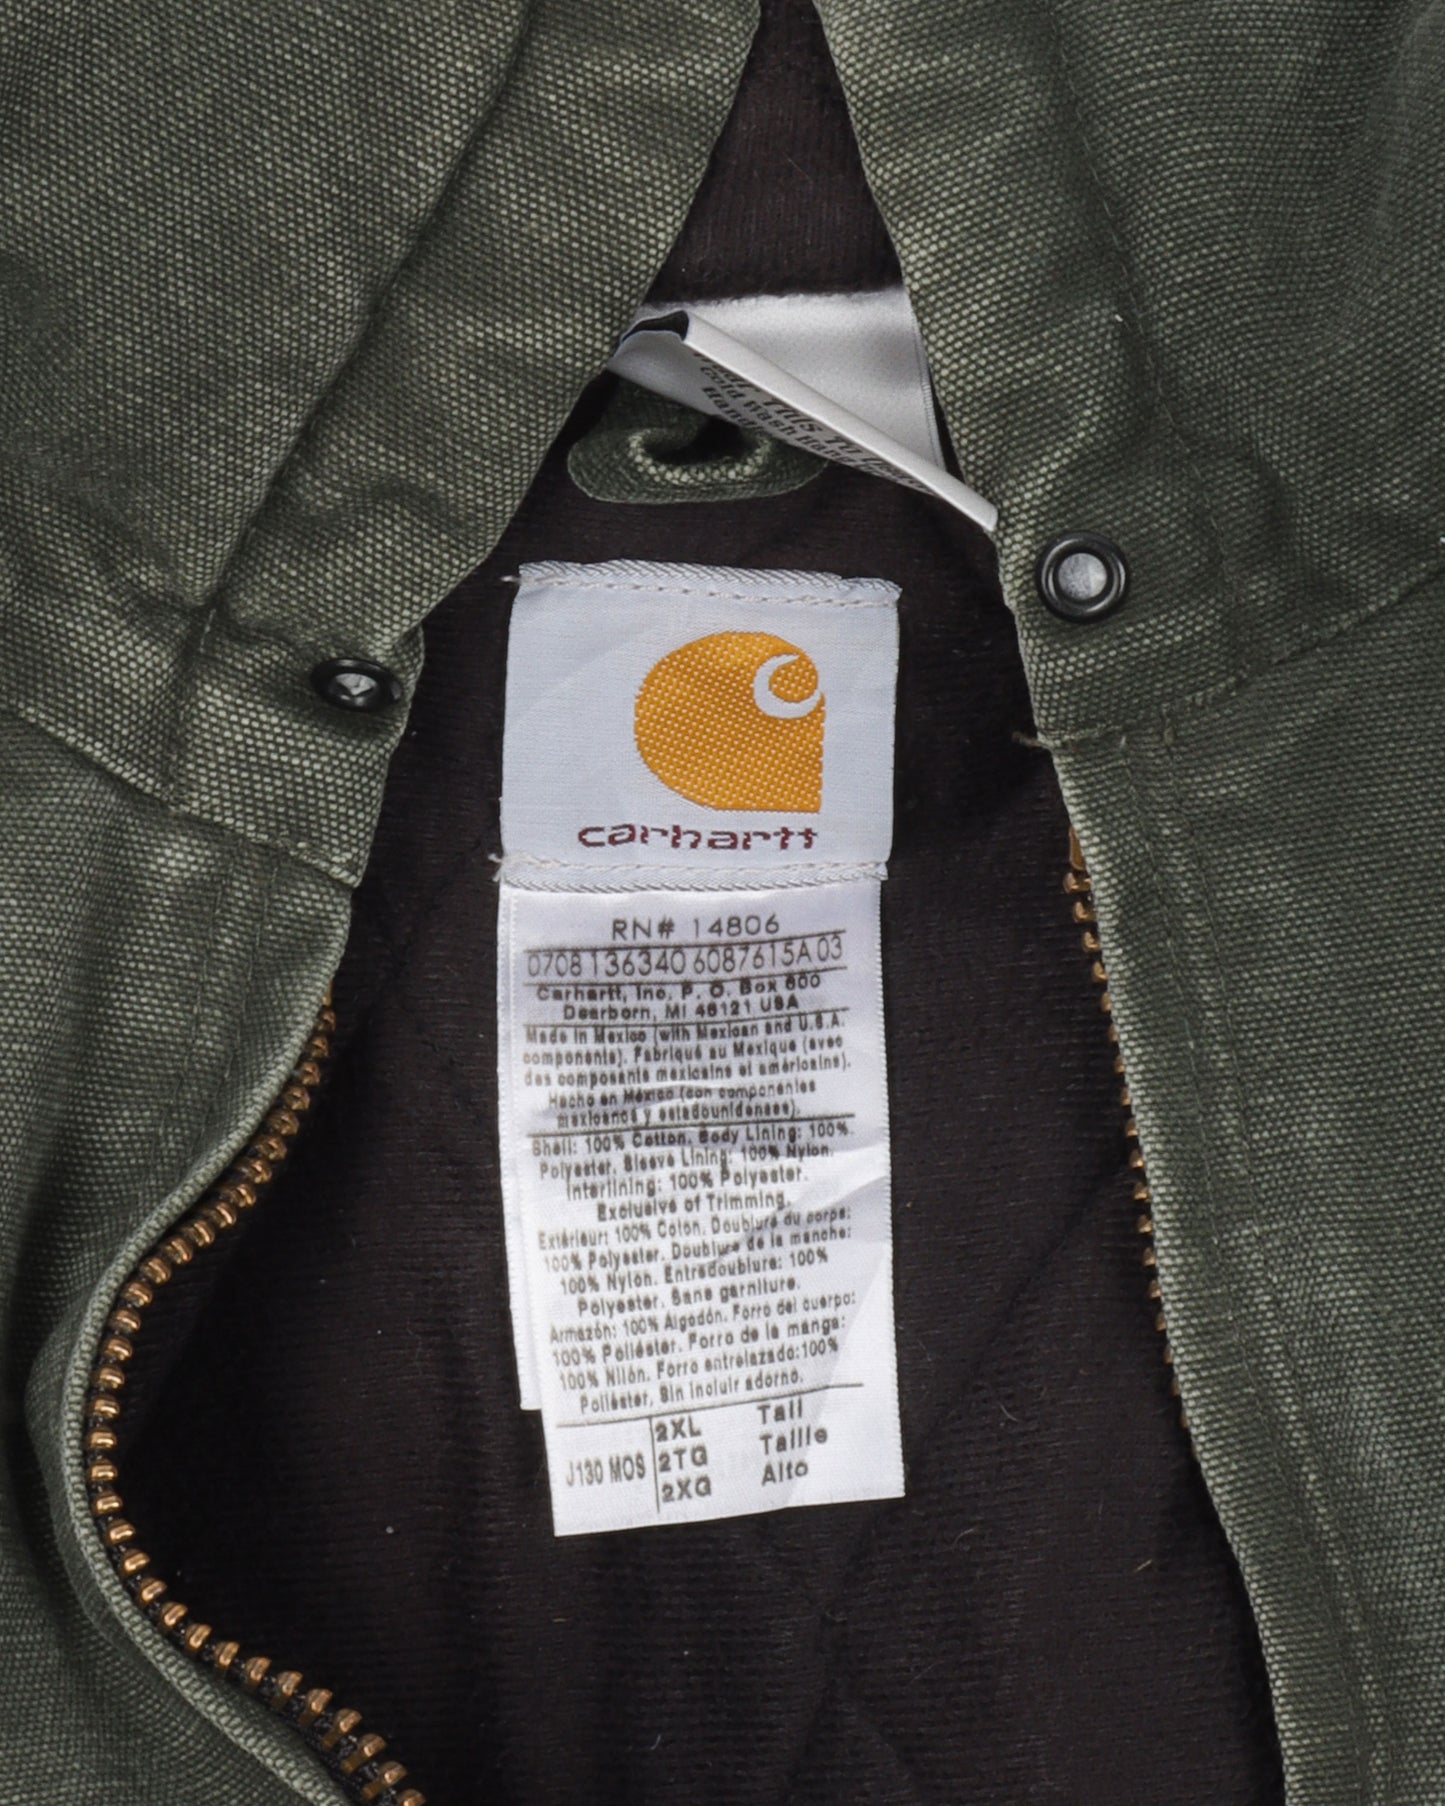 This
Cold Wash
carhartt
RN# 14806
0708 136340 6087615A 03
Carhartt, Inc. P. O. Box 600
Dearborn, MI 48121 USA
Made in Mexico (with Mexican and U.S.A.
components). Fabriqué au Mexique (avec
des composants mexicains et américains).
Hecho en México (con componentes
mexicanos y estadounidenses).
Shell: 100% Cotton. Body Lining: 100%
Polyester. Sleeve Lining: 100% Nylon.
Interlining: 100% Polyester.
Exclusive of Trimming.
Extérieur: 100% Coton. Doublure du corps:
100% Polyester. Doublure de la manche:
100% Nylon. Entredoublure: 100%
Polyester. Sans garniture.
Armazón: 100% Algodón. Forro del cuerpo:
100% Poliéster. Forro de la manga:
100% Nilón. Forro entrelazado:100%
Poliéster, Sin incluir adorno.
J130 MOS
2XL Tall
2TG Taille
2XG Alto